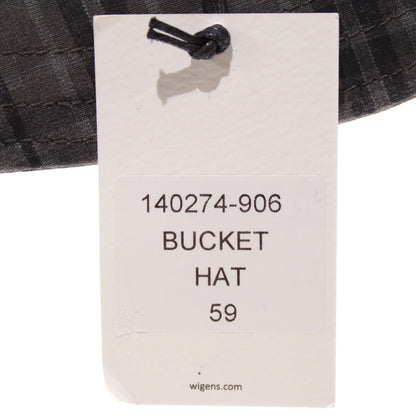 140274-906
BUCKET
HAT
59
wigens.com